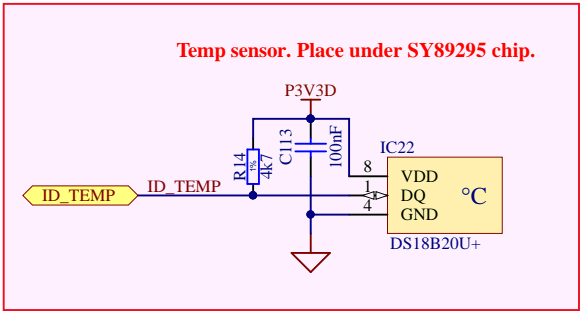 Temp sensor. Place under SY89295 chip.
P3V3D
R14
1%
4k7
C113
100nF
IC22
8
VDD
ID_TEMP
ID_TEMP
1
DQ
°C
4
GND
DS18B20U+